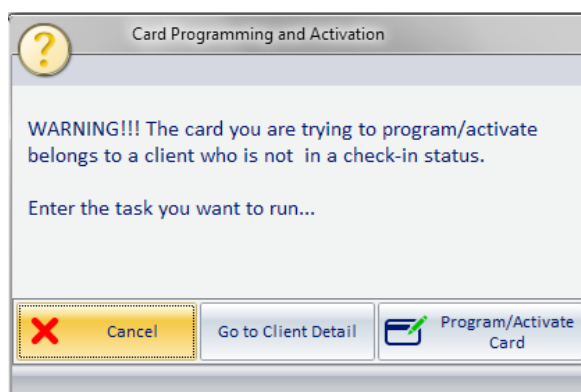 Card Programming and Activation
WARNING!!! The card you are trying to program/activate
belongs to a client who is not in a check-in status.
Enter the task you want to run...
Cancel
Go to Client Detail
Program/Activate
Card